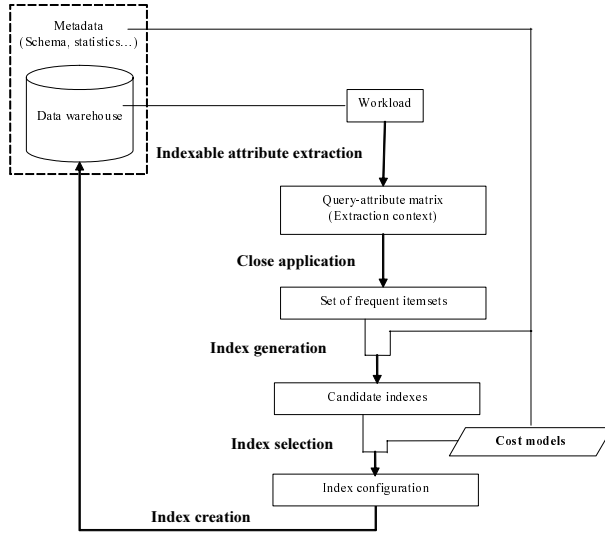 Metadata
(Schema, statistics...)
Data warehouse
Workload
Indexable attribute extraction
Query-attribute matrix
(Extraction context)
Close application
Set of frequent itemsets
Index generation
Candidate indexes
Index selection
Cost models
Index configuration
Index creation